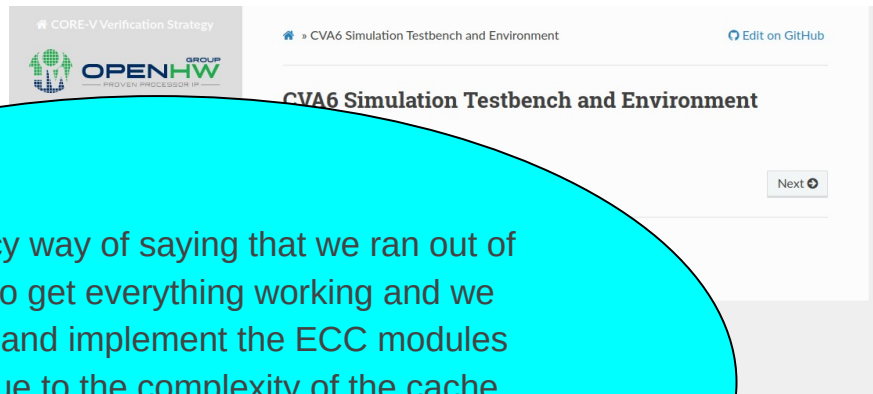 CORE-V Verification Strategy
» CVA6 Simulation Testbench and Environment
Edit on GitHub
OPENHW
GROUP
PROVEN PROCESSOR IP
CVA6 Simulation Testbench and Environment
Next
cy way of saying that we ran out of
o get everything working and we
and implement the ECC modules
ue to the complexity of the cache